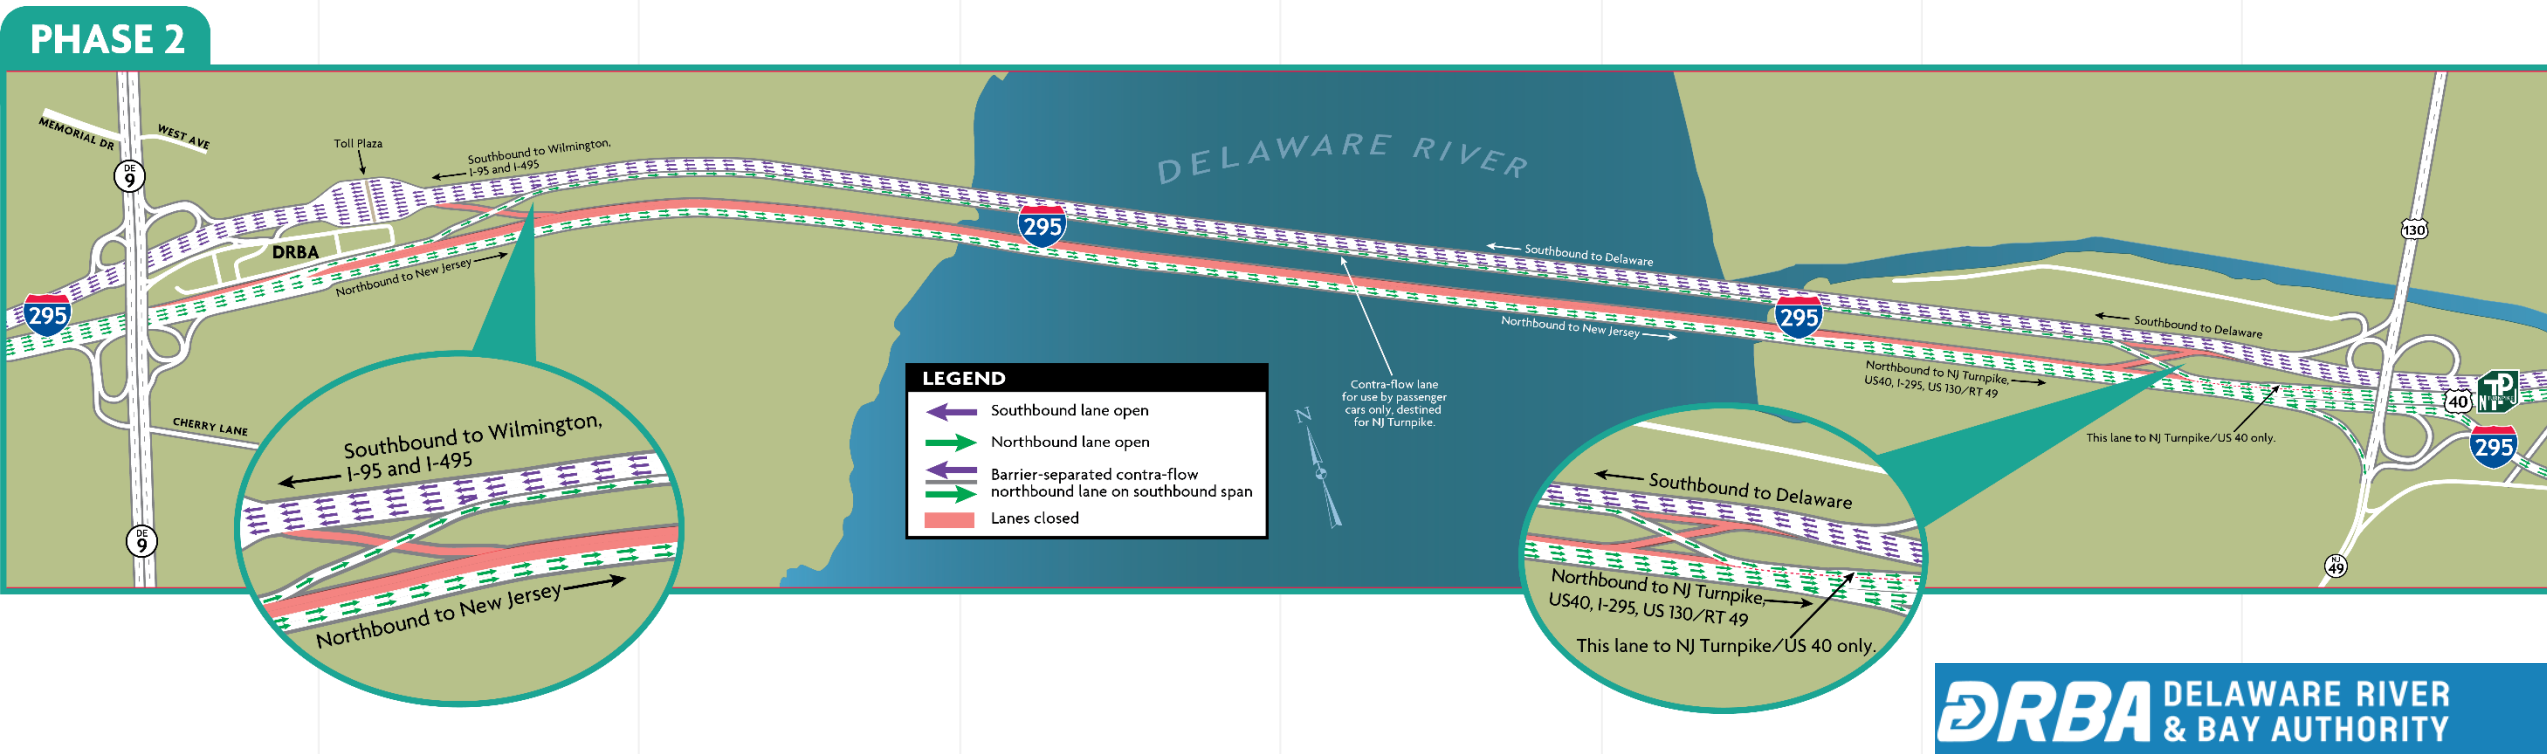 PHASE 2
MEMORIAL DR
WEST AVE
DE
9
Toll Plaza
Southbound to Wilmington,
I-95 and I-495
DRBA
Northbound to New Jersey
295
CHERRY LANE
DE
9
DELAWARE RIVER
295
Southbound to Delaware
Northbound to New Jersey
Contra-flow lane
for use by passenger
cars only, destined
for NJ Turnpike.
N
295
Southbound to Delaware
Northbound to NJ Turnpike,
US40, I-295, US 130/RT 49
This lane to NJ Turnpike/US 40 only.
130
40
295
NJ
49
LEGEND
Southbound lane open
Northbound lane open
Barrier-separated contra-flow
northbound lane on southbound span
Lanes closed
Southbound to Wilmington,
I-95 and I-495
Northbound to New Jersey
Southbound to Delaware
Northbound to NJ Turnpike,
US40, I-295, US 130/RT 49
This lane to NJ Turnpike/US 40 only.
DRBA
DELAWARE RIVER
& BAY AUTHORITY